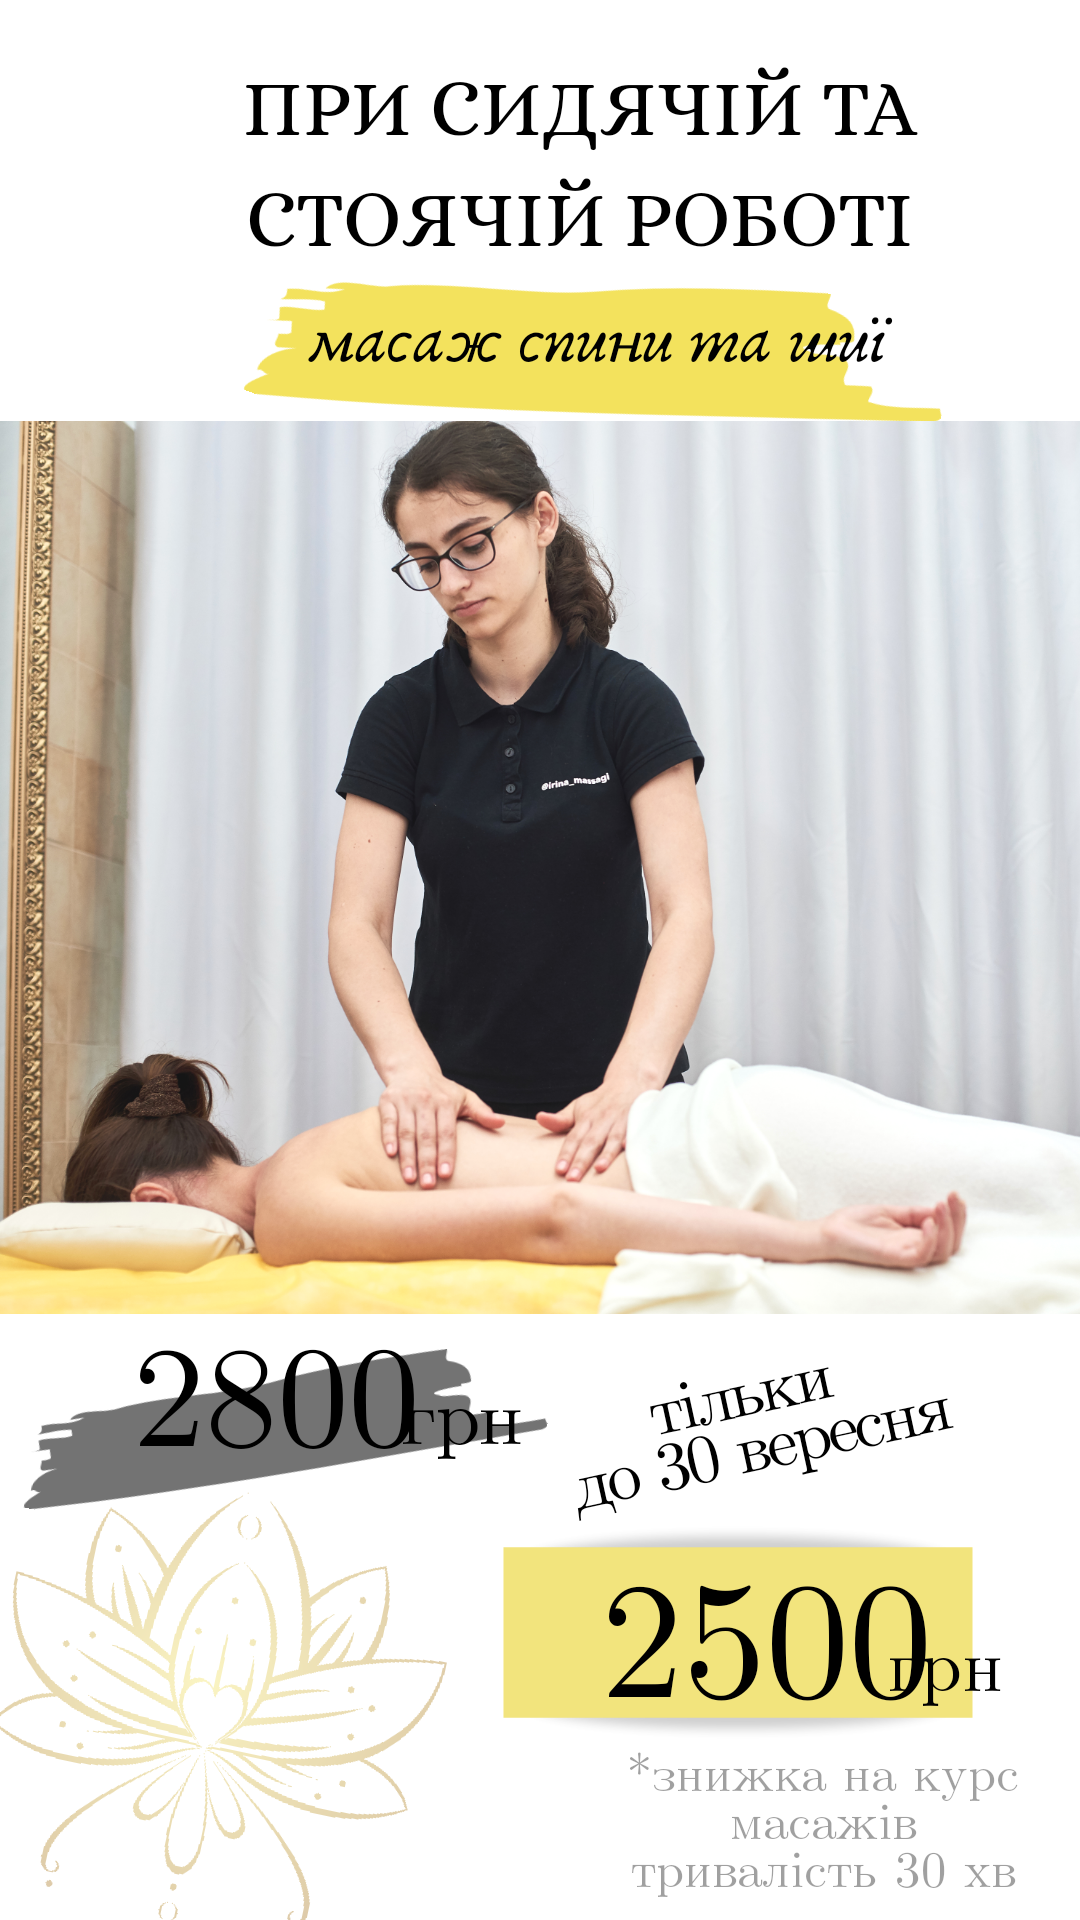 ПРИ СИДЯЧІЙ ТА
СТОЯЧІЙ РОБОТІ
масаж спини та шиї
@irina_massagi
2800грн
тільки
до 30 вересня
2500грн
*знижка на курс
масажів
тривалість 30 хв